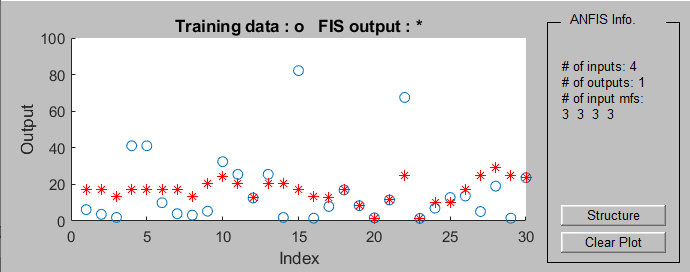 Training data : o   FIS output : *
100
80
60
40
20
0
Output
0 5 10 15 20 25 30
Index
ANFIS Info.
# of inputs: 4
# of outputs: 1
# of input mfs:
3 3 3 3
Structure
Clear Plot